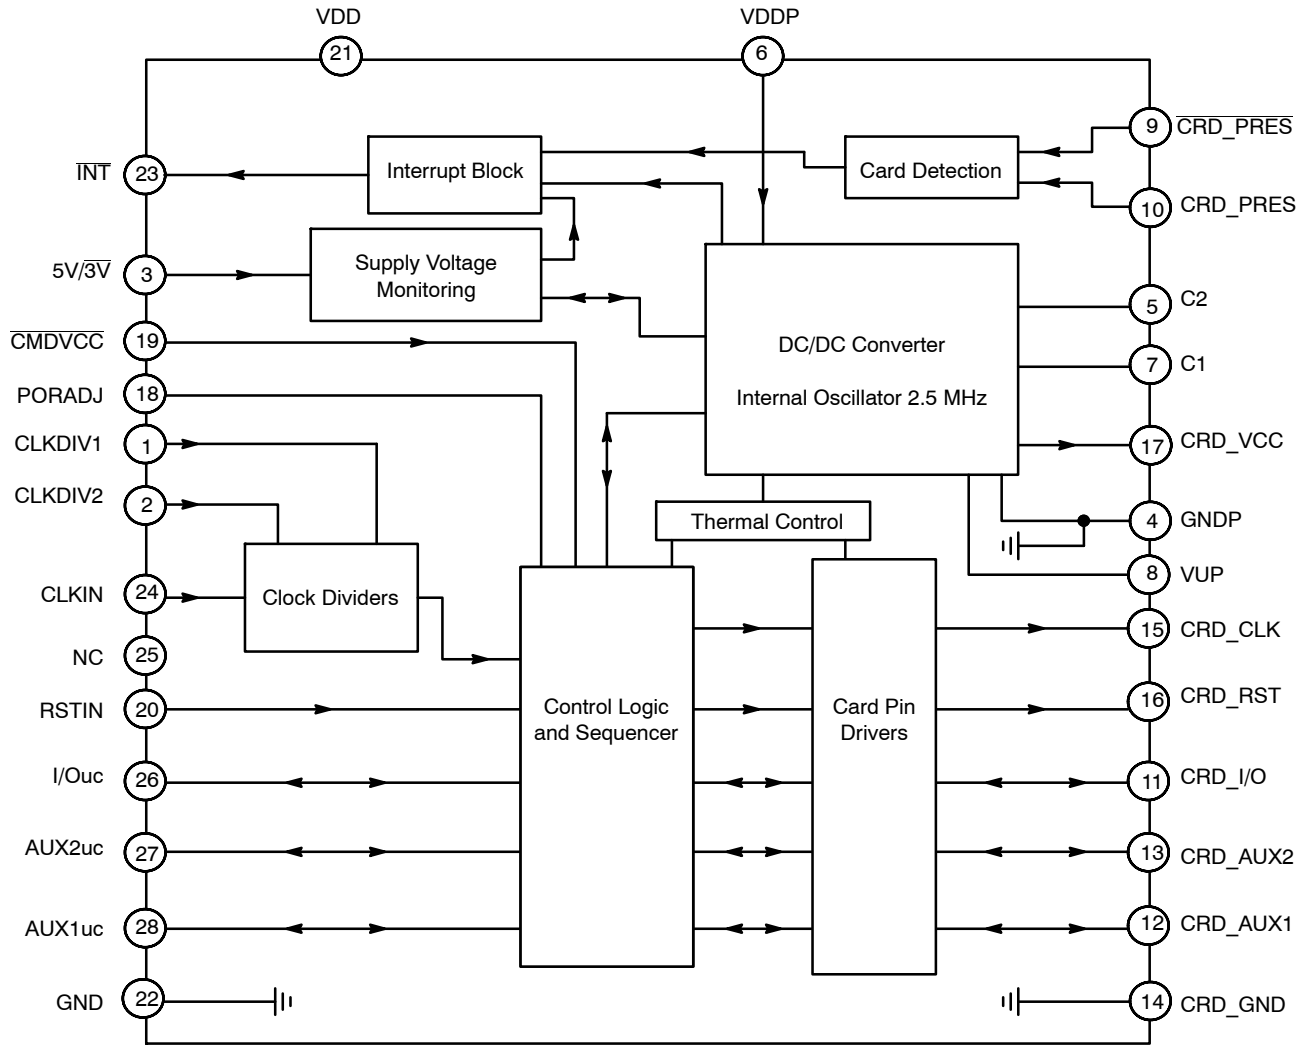 VDD
VDDP
21
6
INT
23
Interrupt Block
Card Detection
9
CRD_PRES
10
CRD_PRES
5V/3V
3
Supply Voltage
Monitoring
CMDVCC
19
PORADJ
18
CLKDIV1
1
CLKDIV2
2
DC/DC Converter
Internal Oscillator 2.5 MHz
5
C2
7
C1
17
CRD_VCC
Thermal Control
4
GNDP
8
VUP
CLKIN
24
Clock Dividers
NC
25
RSTIN
20
I/Ouc
26
AUX2uc
27
AUX1uc
28
GND
22
Control Logic
and Sequencer
Card Pin
Drivers
15
CRD_CLK
16
CRD_RST
11
CRD_I/O
13
CRD_AUX2
12
CRD_AUX1
14
CRD_GND